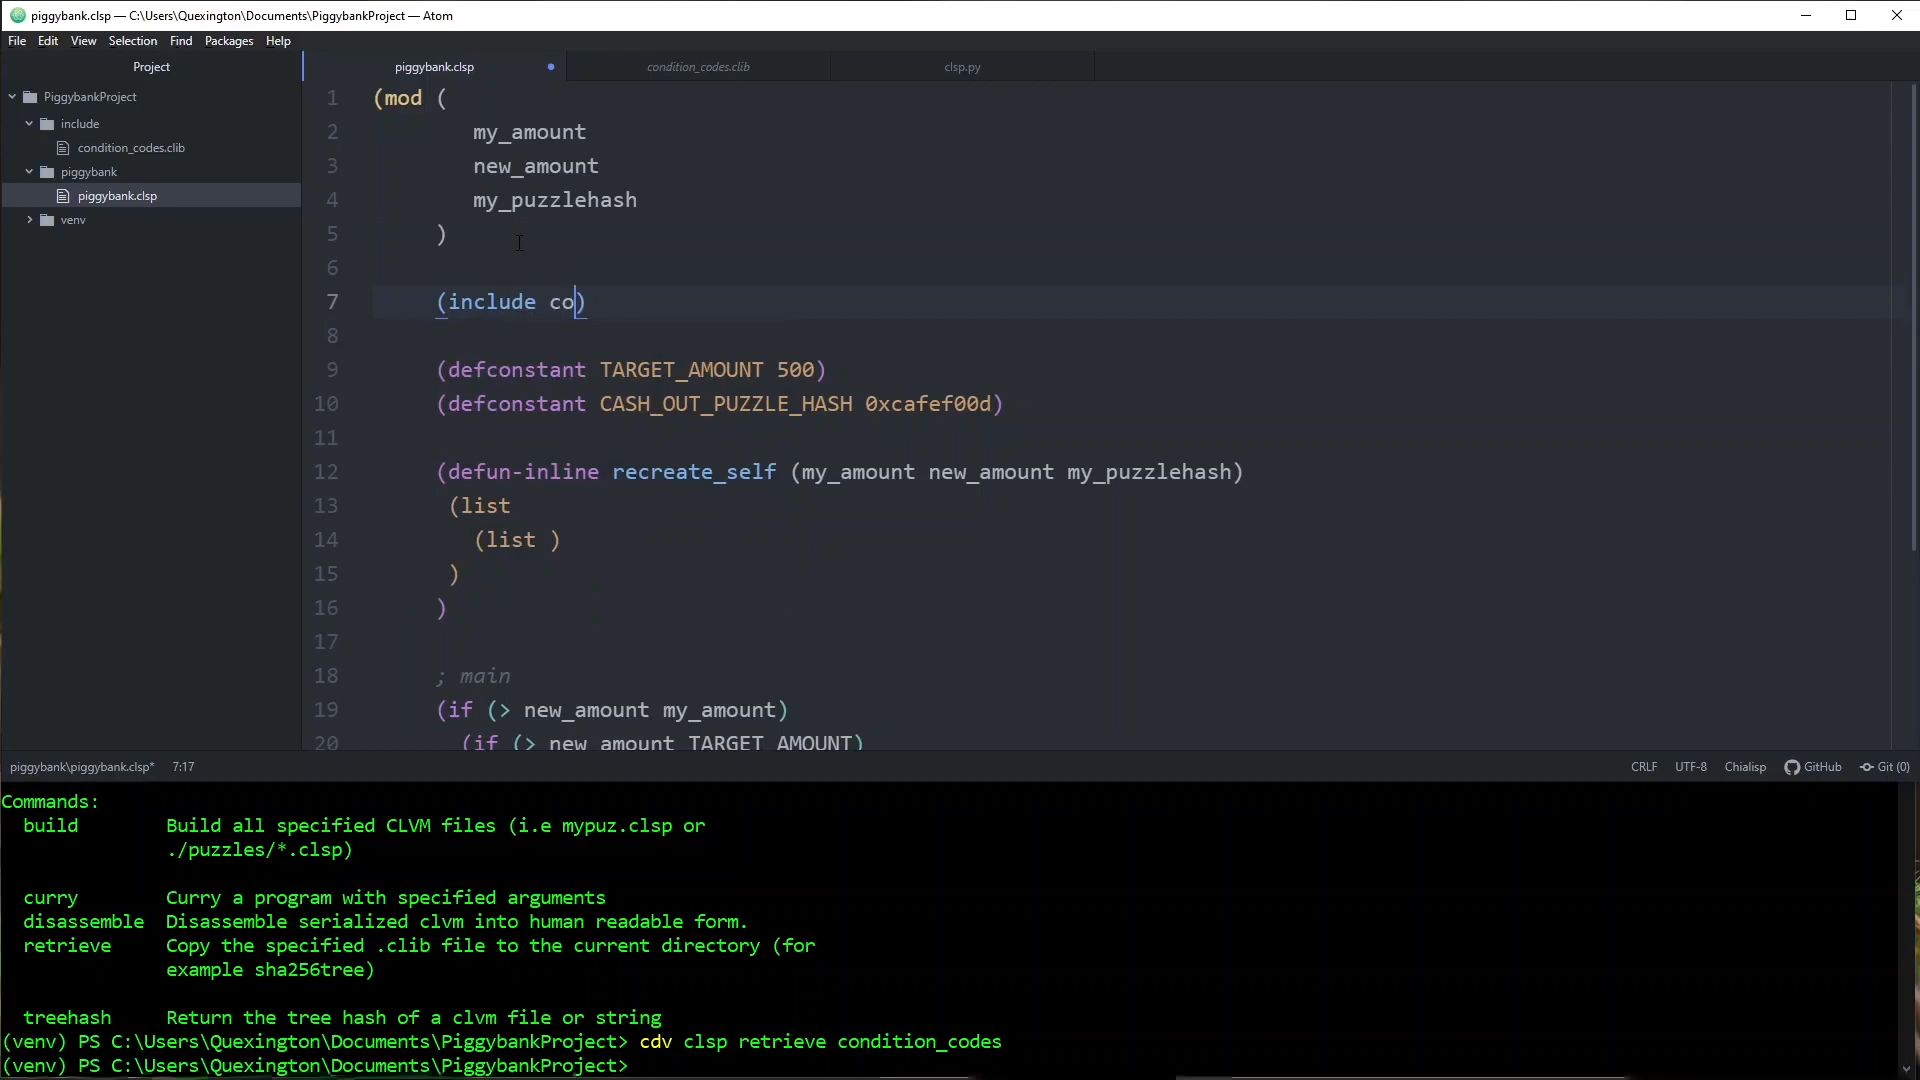 piggybank.clsp — C:\Users\Quexington\Documents\PiggybankProject — Atom
File Edit View Selection Find Packages Help
Project
piggybank.clsp
condition_codes.clib
clsp.py
PiggybankProject
include
condition_codes.clib
piggybank
piggybank.clsp
venv
1 (mod (
2 my_amount
3 new_amount
4 my_puzzlehash
5 )
6
7 (include co)
8
9 (defconstant TARGET_AMOUNT 500)
10 (defconstant CASH_OUT_PUZZLE_HASH 0xcafef00d)
11
12 (defun-inline recreate_self (my_amount new_amount my_puzzlehash)
13 (list
14 (list )
15 )
16 )
17
18 ; main
19 (if (> new_amount my_amount)
20 (if (> new_amount TARGET_AMOUNT)
piggybank\piggybank.clsp* 7:17 CRLF UTF-8 Chialisp GitHub Git (0)
Commands:
build Build all specified CLVM files (i.e mypuz.clsp or
./puzzles/*.clsp)
curry Curry a program with specified arguments
disassemble Disassemble serialized clvm into human readable form.
retrieve Copy the specified .clib file to the current directory (for
example sha256tree)
treehash Return the tree hash of a clvm file or string
(venv) PS C:\Users\Quexington\Documents\PiggybankProject> cdv clsp retrieve condition_codes
(venv) PS C:\Users\Quexington\Documents\PiggybankProject>